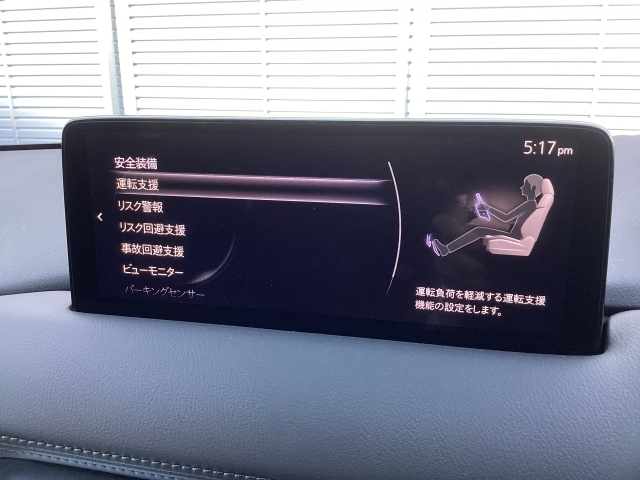 5:17pm
安全装備
運転支援
リスク警報
リスク回避支援
事故回避支援
ビューモニター
パーキングセンサー
運転負荷を軽減する運転支援
機能の設定をします。